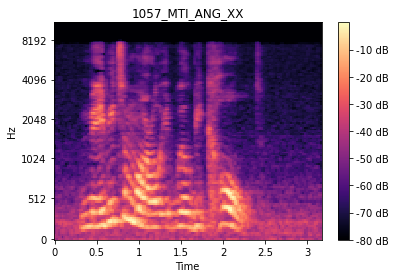 1057_MTI_ANG_XX
8192
4096
2048
1024
512
0
Hz
0 0.5 1 1.5 2 2.5 3
Time
-10 dB
-20 dB
-30 dB
-40 dB
-50 dB
-60 dB
-70 dB
-80 dB